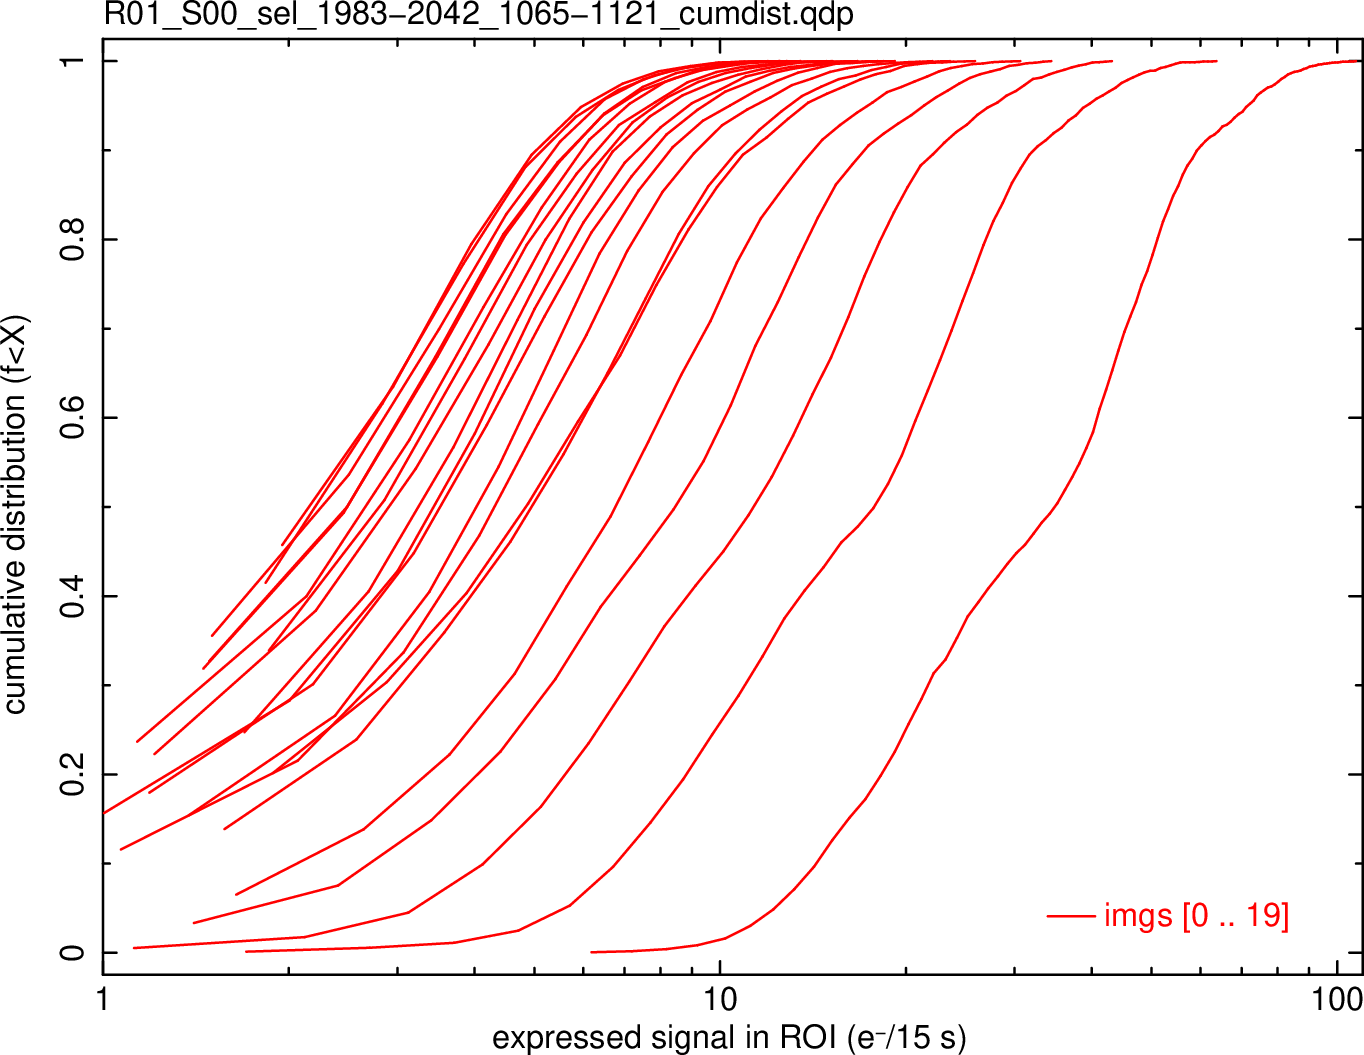 R01_S00_sel_1983−2042_1065−1121_cumdist.qdp
cumulative distribution (f<X)
1
0.8
0.6
0.4
0.2
0
imgs [0 .. 19]
1 10 100
expressed signal in ROI (e⁻/15 s)